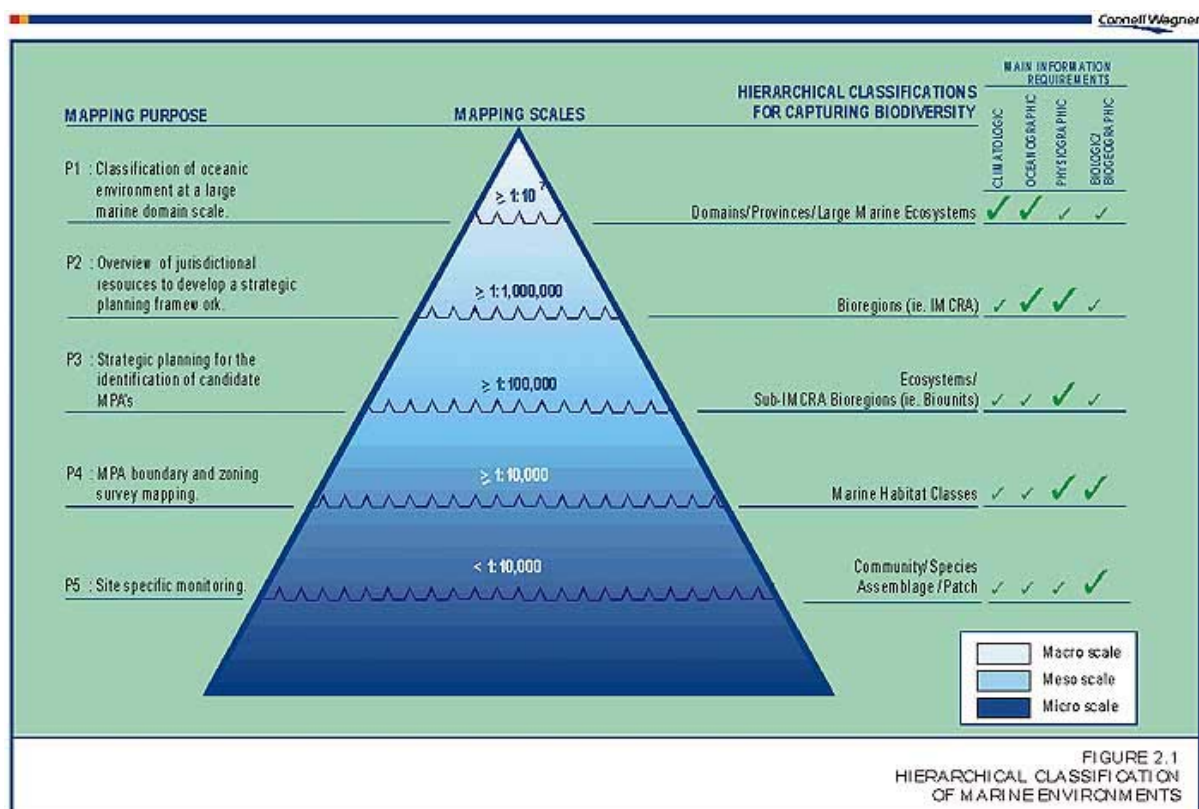 Connell Wagner
MAPPING PURPOSE
MAPPING SCALES
HIERARCHICAL CLASSIFICATIONS
FOR CAPTURING BIODIVERSITY
MAIN INFORMATION
REQUIREMENTS
CLIMATOLOGIC
OCEANOGRAPHIC
PHYSIOGRAPHIC
BIOLOGIC/
BIOGEOGRAPHIC
P1 : Classification of oceanic
environment at a large
marine domain scale.
≥ 1:10⁷
Domains/Provinces/Large Marine Ecosystems
P2 : Overview of jurisdictional
resources to develop a strategic
planning framew ork.
≥ 1:1,000,000
Bioregions (ie. IM CRA)
P3 : Strategic planning for the
identification of candidate
MPA's
≥ 1:100,000
Ecosystems/
Sub-IMCRA Bioregions (ie. Biounits)
P4 : MPA boundary and zoning
survey mapping.
≥ 1:10,000
Marine Habitat Classes
P5 : Site specific monitoring.
< 1:10,000
Community/Species
Assemblage/Patch
Macro scale
Meso scale
Micro scale
FIGURE 2.1
HIERARCHICAL CLASSIFICATION
OF MARINE ENVIRONMENTS